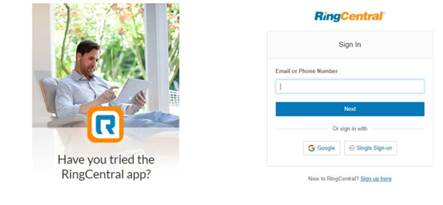 Have you tried the
RingCentral app?
RingCentral
Sign In
Email or Phone Number
Next
Or sign in with
Google
Single Sign-on
New to RingCentral? Sign up here